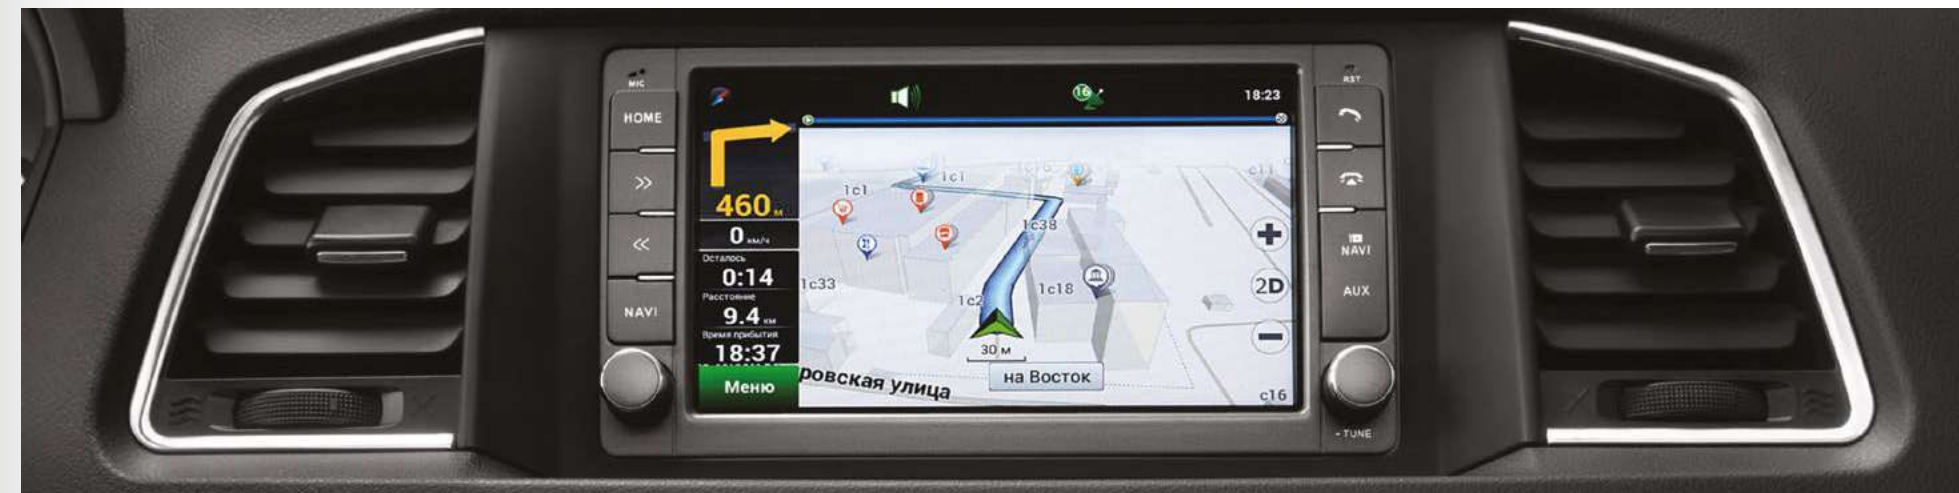 MIC
HOME
NAVI
16
18:23
460 м
0 км/ч
Осталось
0:14
Расстояние
9.4 км
Время прибытия
18:37
Меню
1с1
1с1
с11
1с38
1с33
1с18
2D
30 м
на Восток
ровская улица
с16
RST
NAVI
AUX
- TUNE